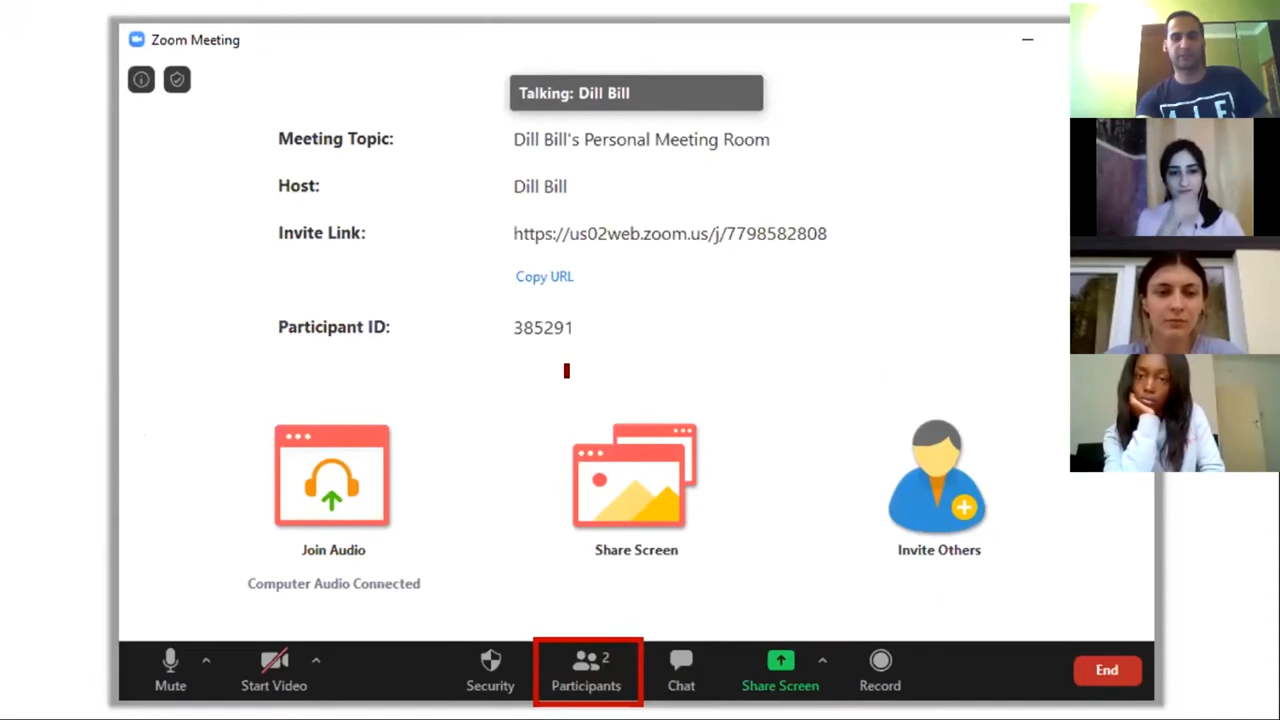 Zoom Meeting
Talking: Dill Bill
Meeting Topic: Dill Bill's Personal Meeting Room
Host: Dill Bill
Invite Link: https://us02web.zoom.us/j/7798582808
Copy URL
Participant ID: 385291
Join Audio
Share Screen
Invite Others
Computer Audio Connected
Mute
Start Video
Security
2
Participants
Chat
Share Screen
Record
End